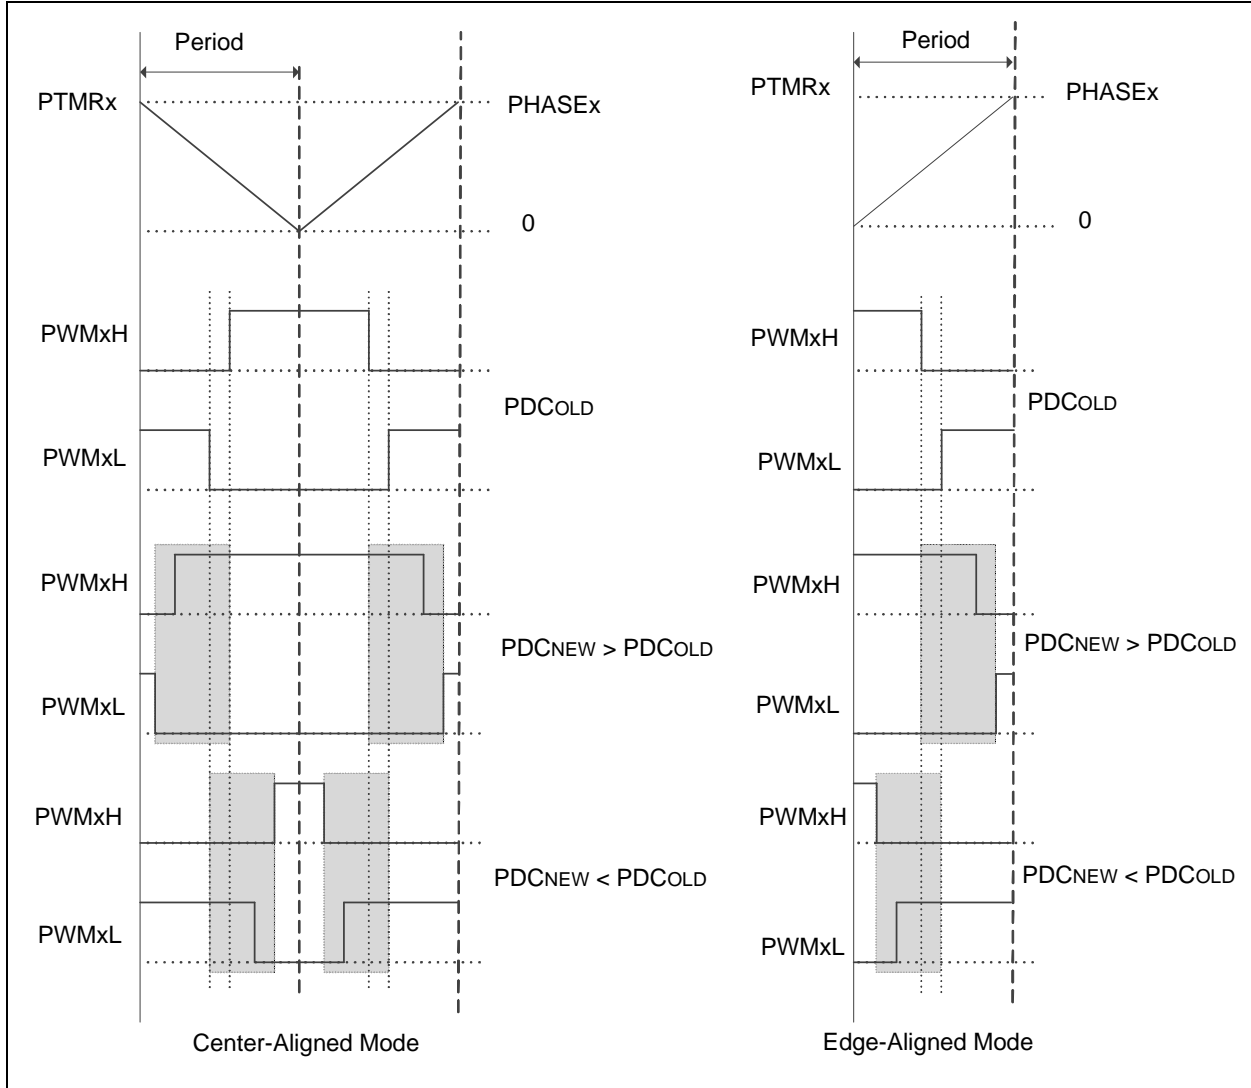 Period
PTMRx
PHASEx
0
PWMxH
PDCOLD
PWMxL
PWMxH
PDCNEW > PDCOLD
PWMxL
PWMxH
PDCNEW < PDCOLD
PWMxL
Center-Aligned Mode
Period
PTMRx
PHASEx
0
PWMxH
PDCOLD
PWMxL
PWMxH
PDCNEW > PDCOLD
PWMxL
PWMxH
PDCNEW < PDCOLD
PWMxL
Edge-Aligned Mode